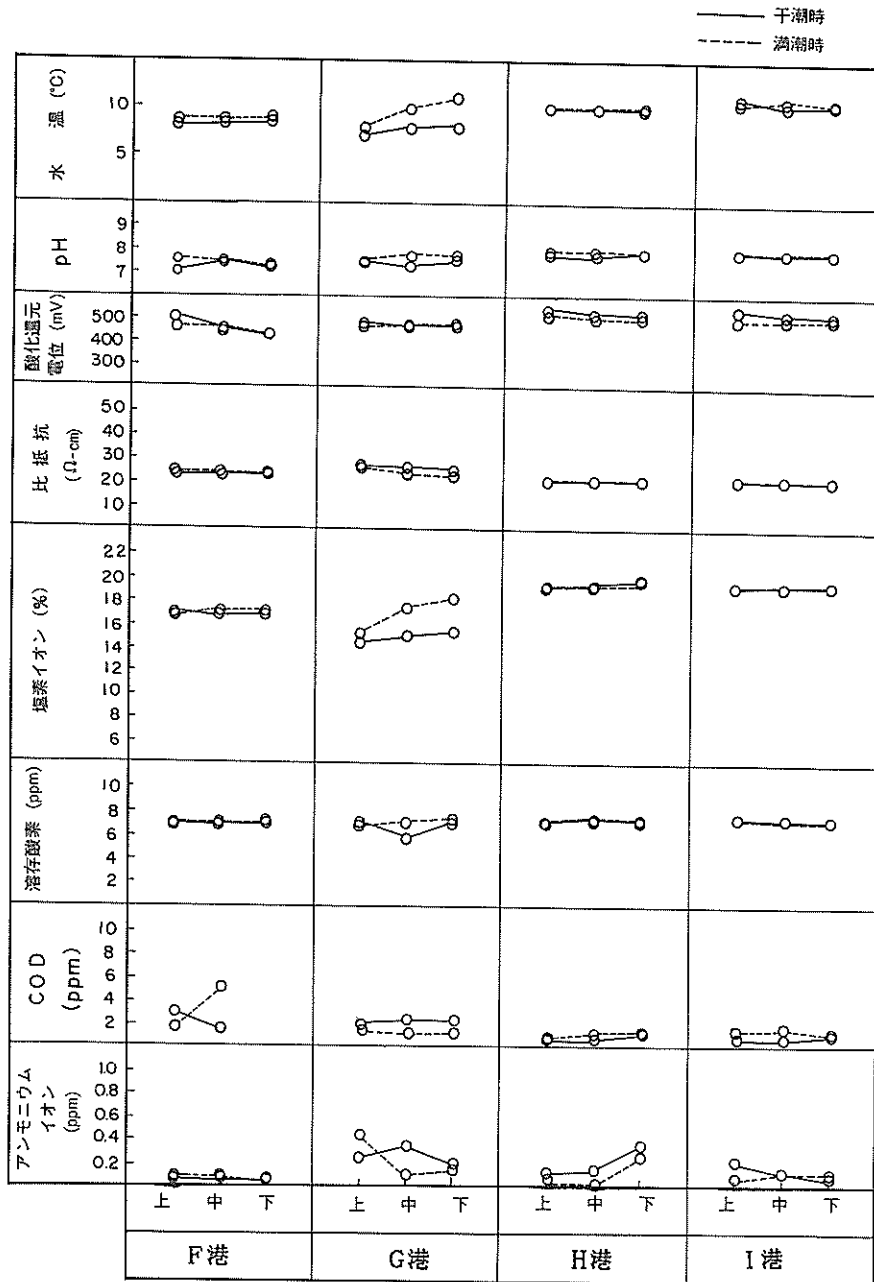 干潮時
満潮時
水温 (°C)
10
5
pH
9
8
7
酸化還元
電位 (mV)
500
400
300
比抵抗
(Ω-cm)
50
40
30
20
10
塩素イオン (%)
22
20
18
16
14
12
10
8
6
溶存酸素 (ppm)
10
8
6
4
2
COD
(ppm)
10
8
6
4
2
アンモニウム
イオン
(ppm)
1.0
0.8
0.6
0.4
0.2
上 中 下 上 中 下 上 中 下 上 中 下
F港 G港 H港 I港